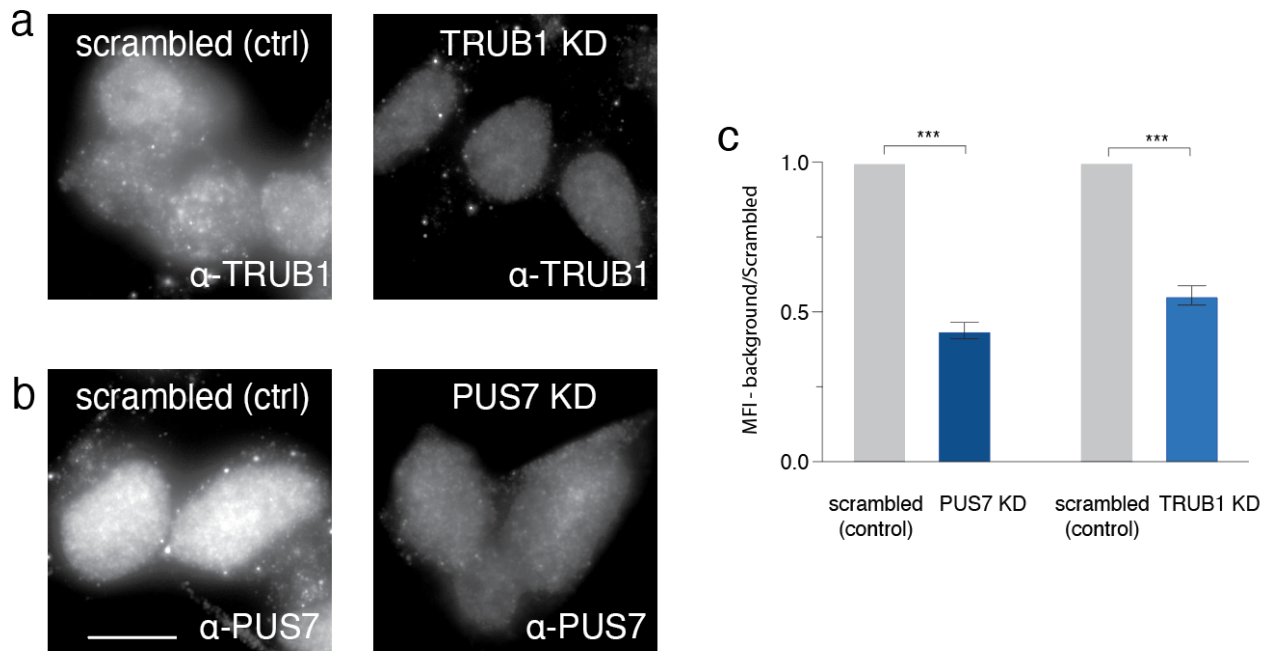 a
scrambled (ctrl)
TRUB1 KD
α-TRUB1
α-TRUB1
b
scrambled (ctrl)
PUS7 KD
α-PUS7
α-PUS7
c
***
***
1.0
0.5
0.0
MFI - background/Scrambled
scrambled
(control)
PUS7 KD
scrambled
(control)
TRUB1 KD